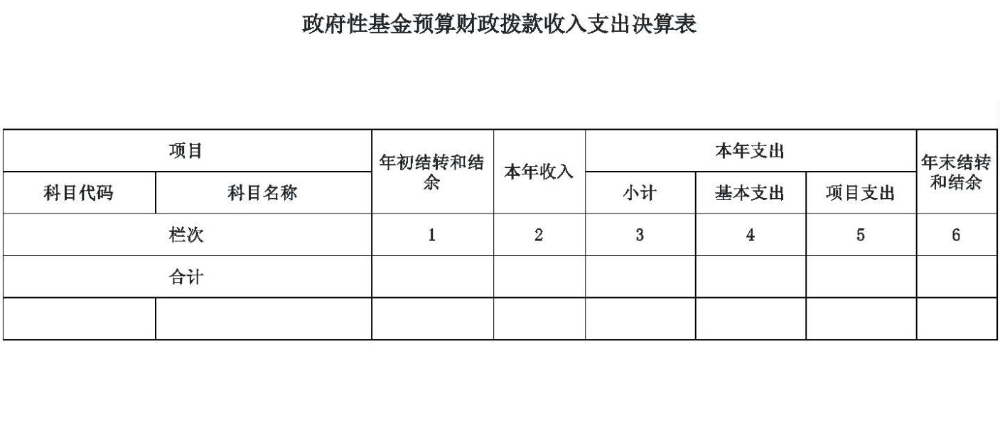 政府性基金预算财政拨款收入支出决算表
项目
年初结转和结
余
本年收入
本年支出
年末结转
和结余
科目代码
科目名称
小计
基本支出
项目支出
栏次
1
2
3
4
5
6
合计